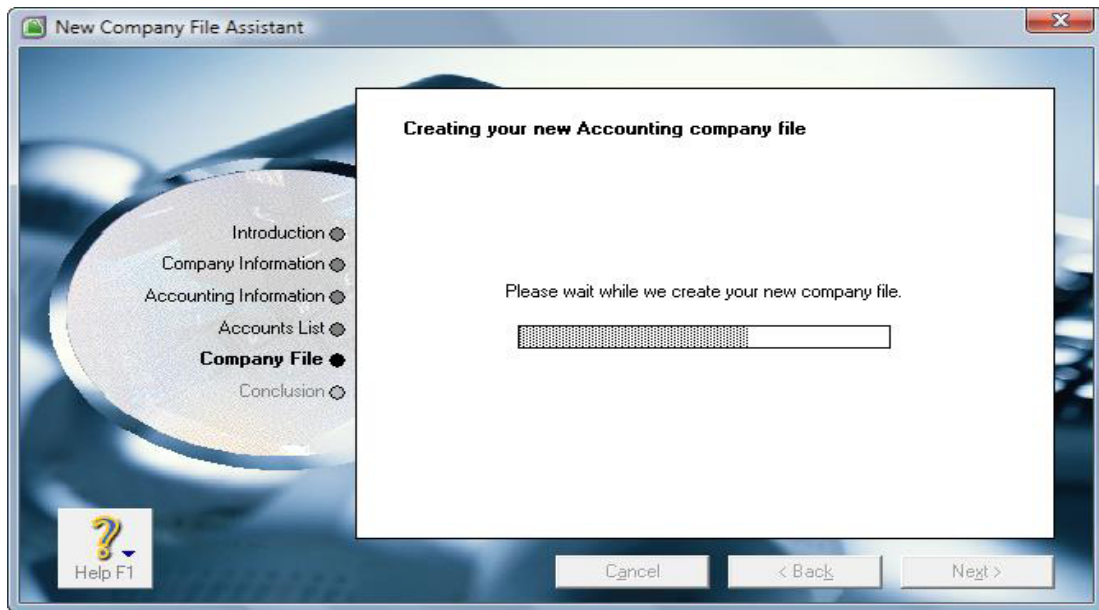 New Company File Assistant
Creating your new Accounting company file
Introduction
Company Information
Accounting Information
Accounts List
Company File
Conclusion
Please wait while we create your new company file.
Help F1
Cancel
< Back
Next >